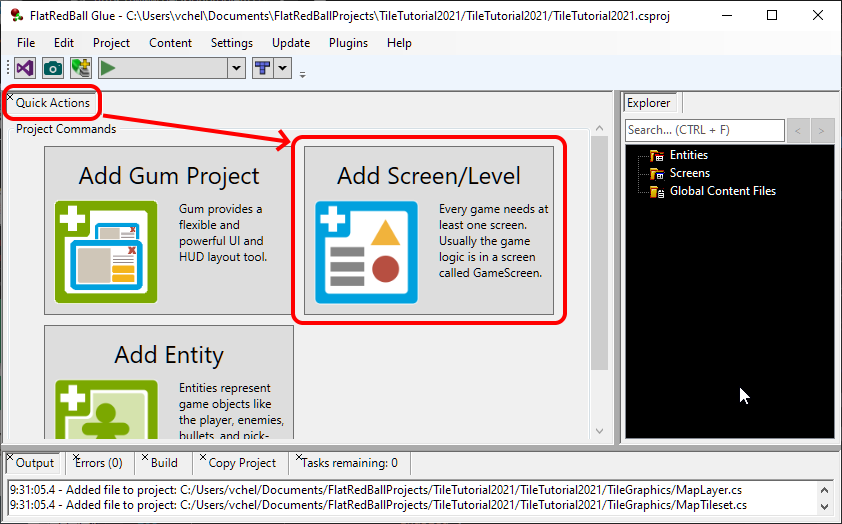 FlatRedBall Glue - C:\Users\vchel\Documents\FlatRedBallProjects\TileTutorial2021\TileTutorial2021\TileTutorial2021.csproj
File Edit Project Content Settings Update Plugins Help
Quick Actions
Project Commands
Add Gum Project
Gum provides a
flexible and
powerful UI and
HUD layout tool.
Add Screen/Level
Every game needs at
least one screen.
Usually the game
logic is in a screen
called GameScreen.
Add Entity
Entities represent
game objects like
the player, enemies,
bullets, and pick-
Explorer
Search... (CTRL + F)
< >
Entities
Screens
Global Content Files
Output Errors (0) Build Copy Project Tasks remaining: 0
9:31:05.4 - Added file to project: C:/Users/vchel/Documents/FlatRedBallProjects/TileTutorial2021/TileTutorial2021/TileGraphics/MapLayer.cs
9:31:05.4 - Added file to project: C:/Users/vchel/Documents/FlatRedBallProjects/TileTutorial2021/TileTutorial2021/TileGraphics/MapTileset.cs